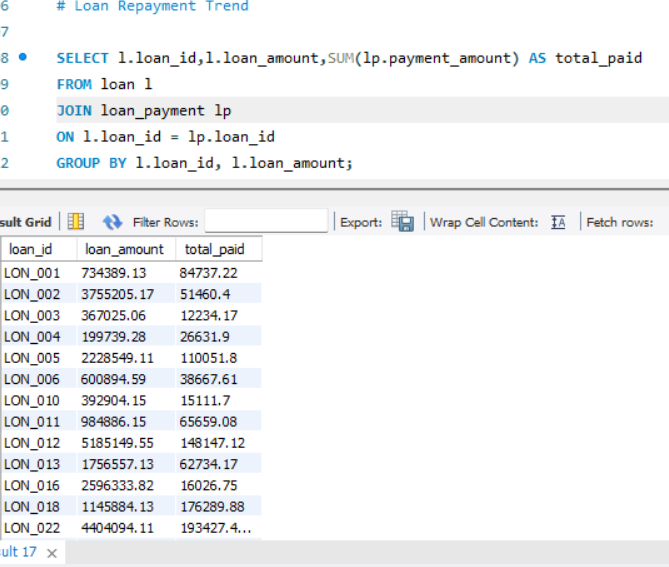 6 # Loan Repayment Trend
7
8 SELECT l.loan_id,l.loan_amount,SUM(lp.payment_amount) AS total_paid
9 FROM loan l
0 JOIN loan_payment lp
1 ON l.loan_id = lp.loan_id
2 GROUP BY l.loan_id, l.loan_amount;
sult Grid Filter Rows: Export: Wrap Cell Content: Fetch rows:
loan_id loan_amount total_paid
LON_001 734389.13 84737.22
LON_002 3755205.17 51460.4
LON_003 367025.06 12234.17
LON_004 199739.28 26631.9
LON_005 2228549.11 110051.8
LON_006 600894.59 38667.61
LON_010 392904.15 15111.7
LON_011 984886.15 65659.08
LON_012 5185149.55 148147.12
LON_013 1756557.13 62734.17
LON_016 2596333.82 16026.75
LON_018 1145884.13 176289.88
LON_022 4404094.11 193427.4...
ult 17